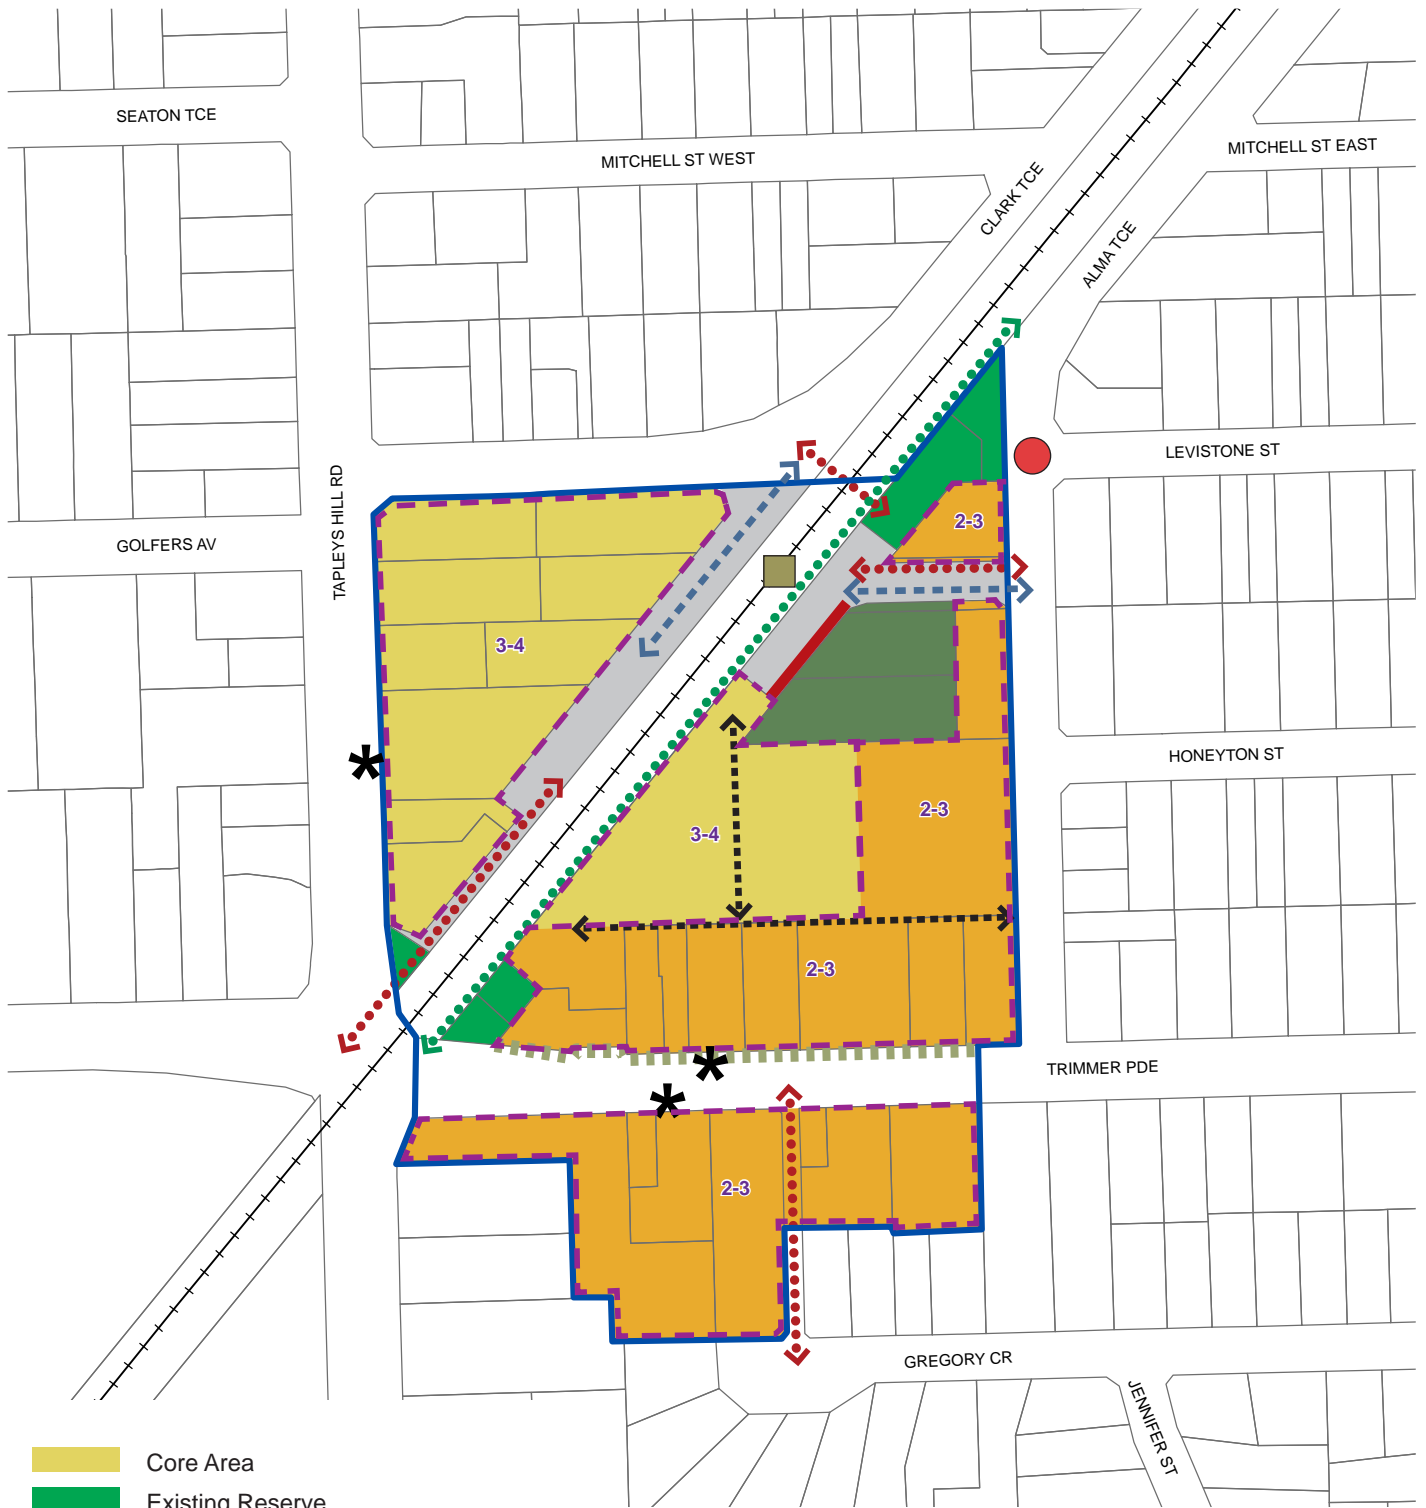 SEATON TCE
MITCHELL ST WEST
MITCHELL ST EAST
CLARK TCE
ALMA TCE
LEVISTONE ST
TAPLEYS HILL RD
2-3
GOLFERS AV
3-4
HONEYTON ST
2-3
3-4
*
2-3
*
*
TRIMMER PDE
2-3
GREGORY CR
JENNIFER ST
Core Area
Existing Reserve